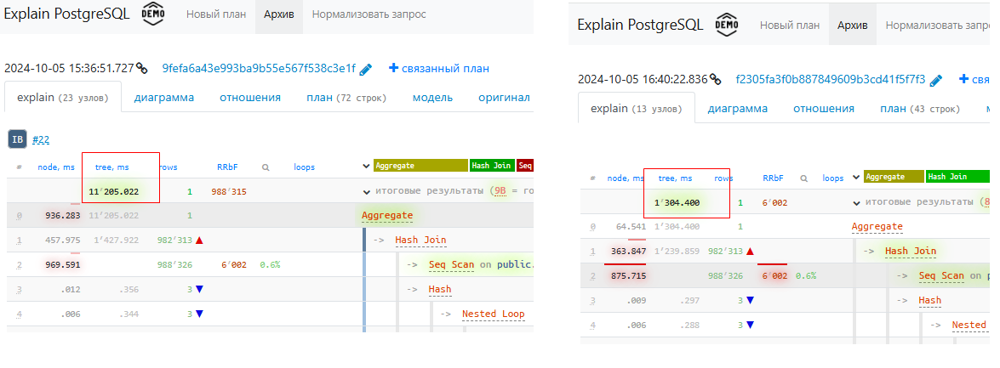 Explain PostgreSQL DEMO Новый план Архив Нормализовать запрос
2024-10-05 15:36:51.727 9fefa6a43e993ba9b55e567f538c3e1f связанный план
explain (23 узлов) диаграмма отношения план (72 строк) модель оригинал
IB #22
# node, ms tree, ms rows RRbF loops Aggregate Hash Join Seq
11'205.022 1 988'315 итоговые результаты (9B = го
0 936.283 11'205.022 1 Aggregate
1 457.975 1'427.922 982'313 -> Hash Join
2 969.591 988'326 6'002 0.6% -> Seq Scan on public.
3 .012 .356 3 -> Hash
4 .006 .344 3 -> Nested Loop
Explain PostgreSQL DEMO Новый план Архив Нормализовать запро
2024-10-05 16:40:22.836 f2305fa3f0b887849609b3cd41f5f7f3 свя
explain (13 узлов) диаграмма отношения план (43 строк)
# node, ms tree, ms rows RRbF loops Aggregate Hash Join
1'304.400 1 6'002 итоговые результаты (8
0 64.541 1'304.400 1 Aggregate
1 363.847 1'239.859 982'313 -> Hash Join
2 875.715 988'326 6'002 0.6% -> Seq Scan on p
3 .009 .297 3 -> Hash
4 .006 .288 3 -> Nested